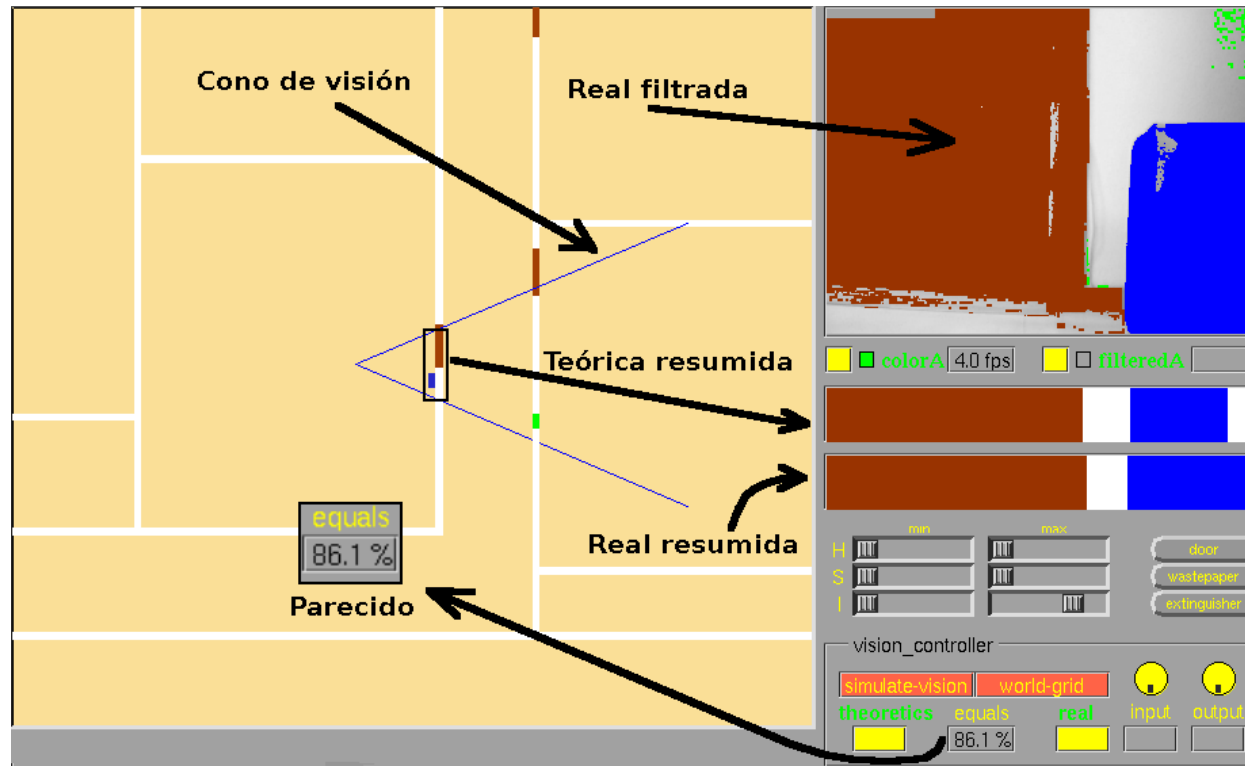 Cono de visión
Real filtrada
colorA 4.0 fps filteredA
Teórica resumida
equals
86.1 %
Real resumida
Parecido
min max
H
S
I
door
wastepaper
extinguisher
vision_controller
simulate-vision world-grid
theoretics equals real input output
86.1 %